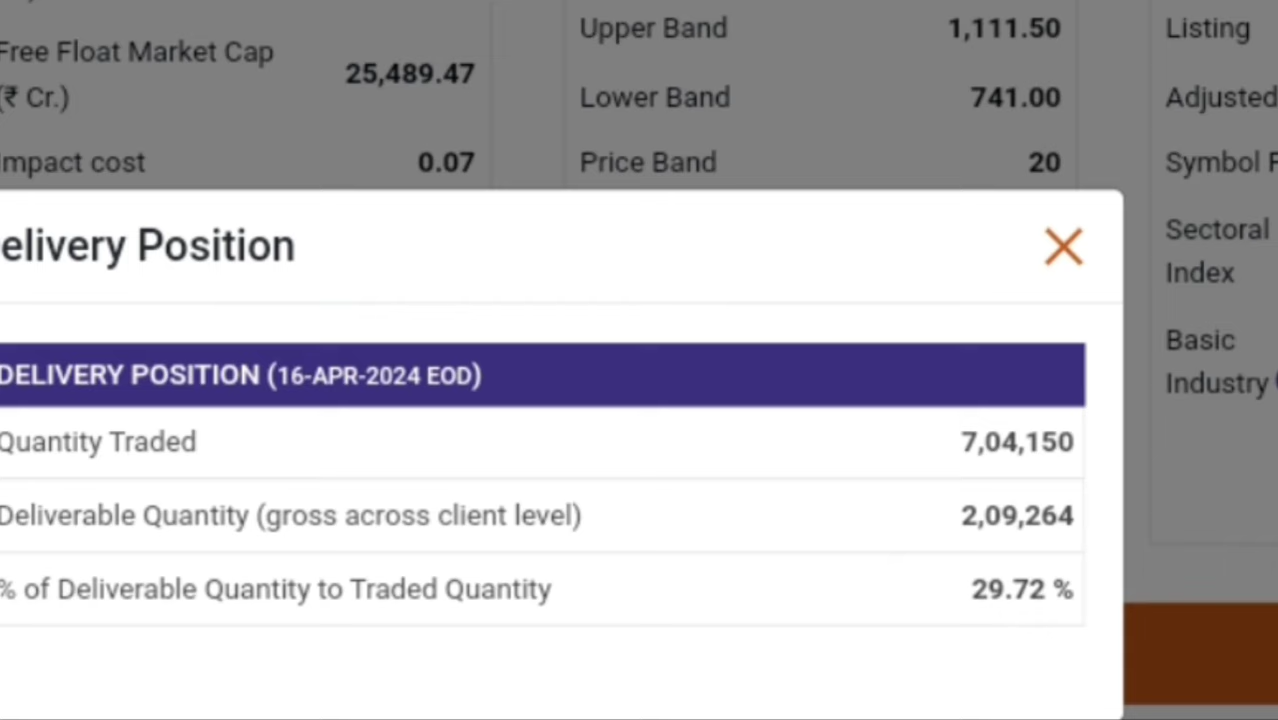 Free Float Market Cap
(₹ Cr.)
25,489.47
Impact cost
0.07
Upper Band
1,111.50
Lower Band
741.00
Price Band
20
Listing
Adjusted
Symbol
Sectoral
Index
Basic
Industry
elivery Position
DELIVERY POSITION (16-APR-2024 EOD)
Quantity Traded
7,04,150
Deliverable Quantity (gross across client level)
2,09,264
% of Deliverable Quantity to Traded Quantity
29.72 %